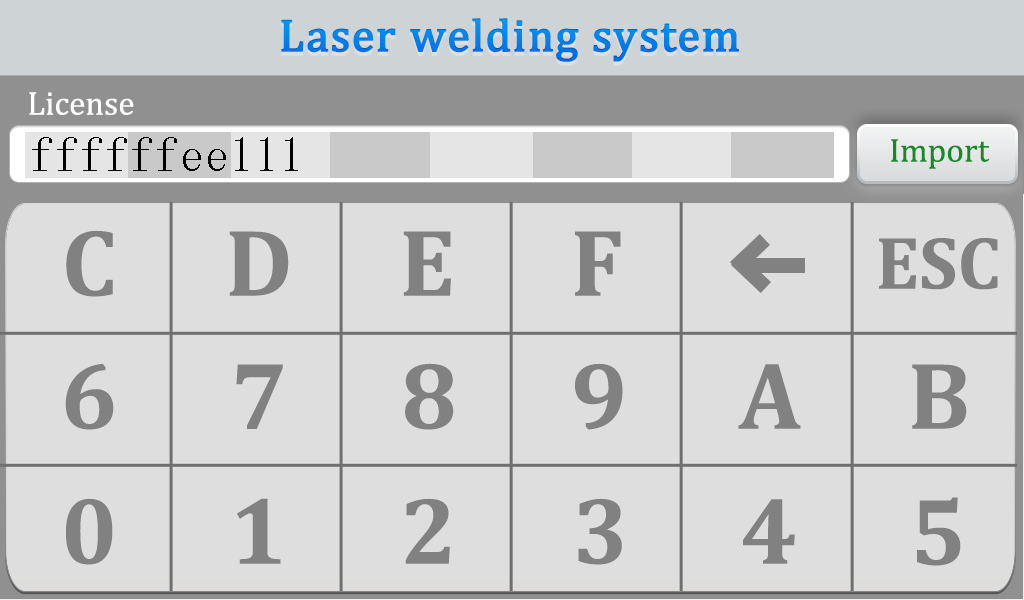 Laser welding system
License
ffffffee111
Import
C D E F ← ESC
6 7 8 9 A B
0 1 2 3 4 5